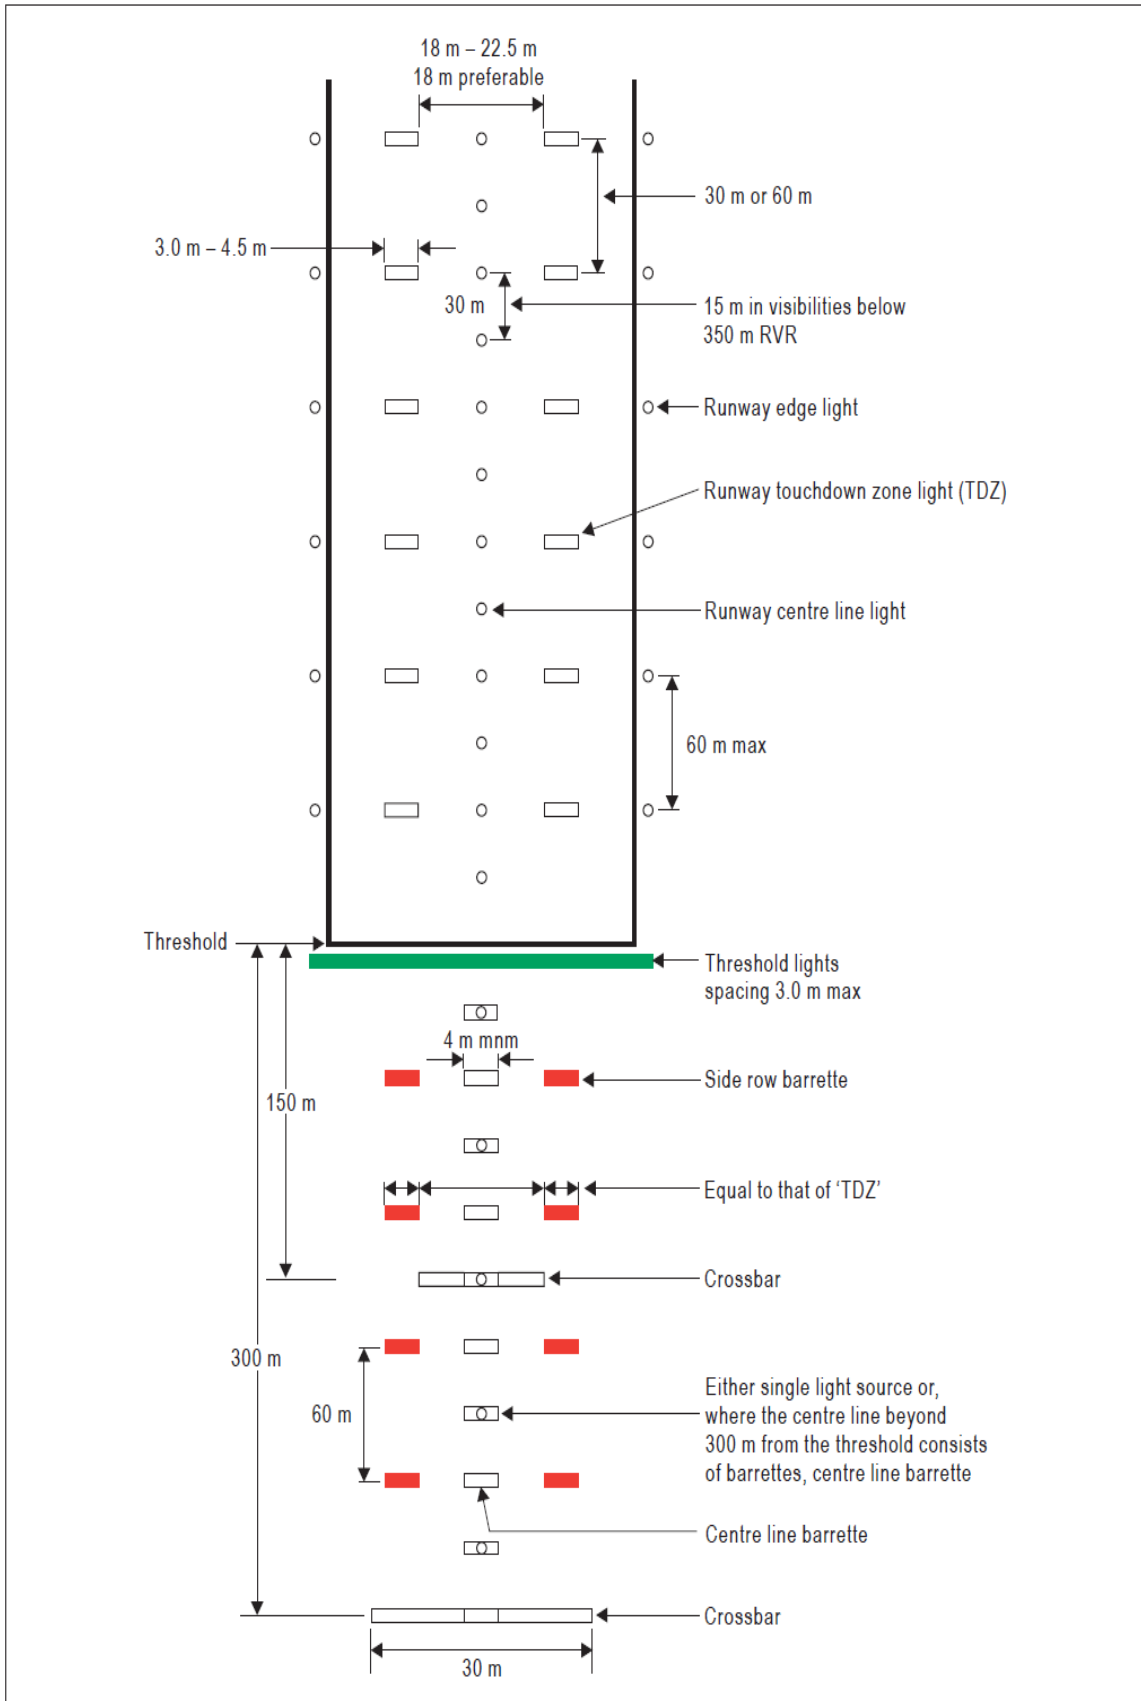 18 m – 22.5 m
18 m preferable
30 m or 60 m
3.0 m – 4.5 m
30 m
15 m in visibilities below
350 m RVR
Runway edge light
Runway touchdown zone light (TDZ)
Runway centre line light
60 m max
Threshold
Threshold lights
spacing 3.0 m max
4 m mnm
Side row barrette
150 m
Equal to that of ‘TDZ’
Crossbar
300 m
60 m
Either single light source or,
where the centre line beyond
300 m from the threshold consists
of barrettes, centre line barrette
Centre line barrette
Crossbar
30 m